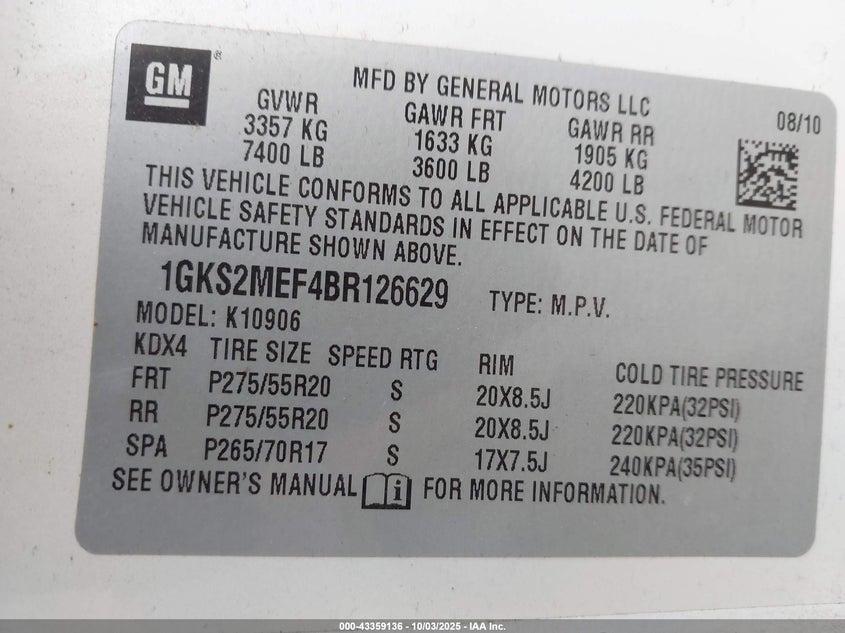 GM ®
MFD BY GENERAL MOTORS LLC
08/10
GVWR GAWR FRT GAWR RR
3357 KG 1633 KG 1905 KG
7400 LB 3600 LB 4200 LB
THIS VEHICLE CONFORMS TO ALL APPLICABLE U.S. FEDERAL MOTOR
VEHICLE SAFETY STANDARDS IN EFFECT ON THE DATE OF
MANUFACTURE SHOWN ABOVE.
1GKS2MEF4BR126629 TYPE: M.P.V.
MODEL: K10906
KDX4 TIRE SIZE SPEED RTG RIM COLD TIRE PRESSURE
FRT P275/55R20 S 20X8.5J 220KPA(32PSI)
RR P275/55R20 S 20X8.5J 220KPA(32PSI)
SPA P265/70R17 S 17X7.5J 240KPA(35PSI)
SEE OWNER'S MANUAL i FOR MORE INFORMATION.
000-43359136 - 10/03/2025 - IAA Inc.